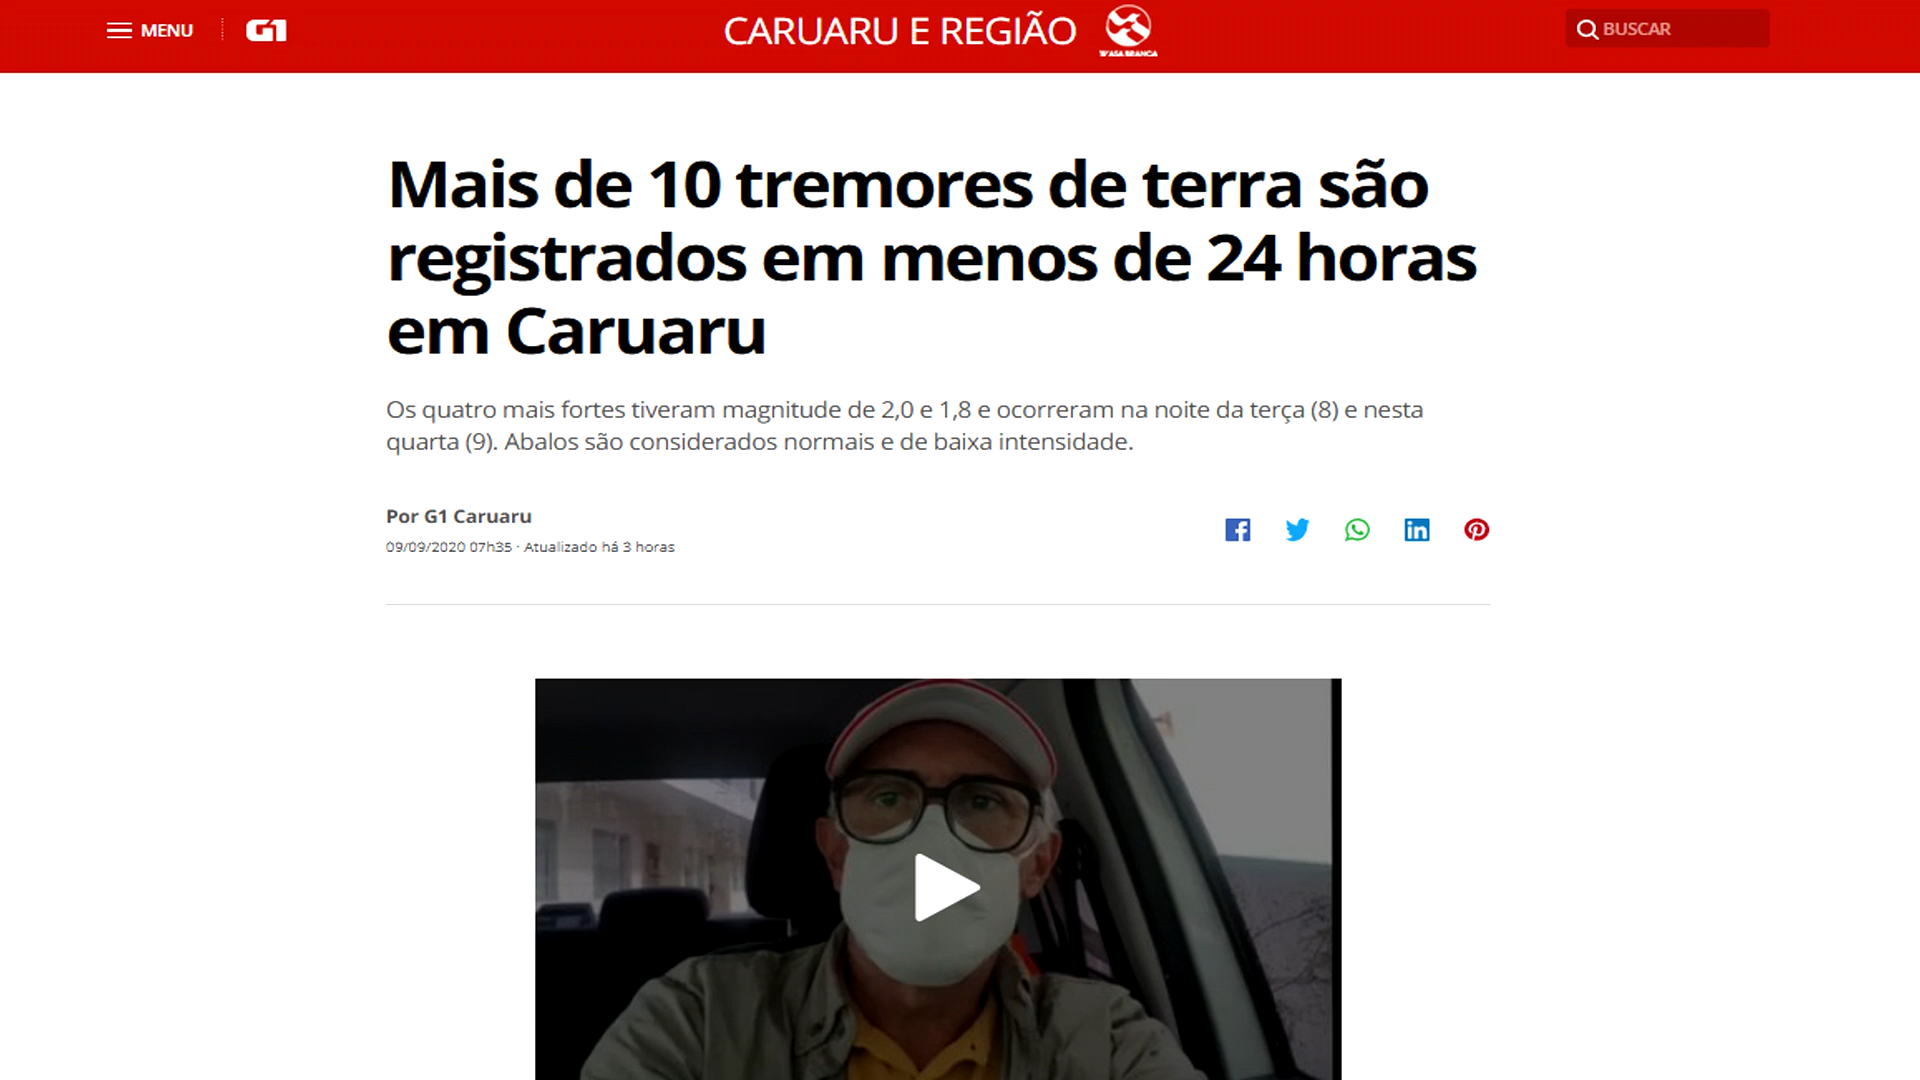 MENU
G1
CARUARU E REGIÃO
TV ASA BRANCA
BUSCAR
Mais de 10 tremores de terra são
registrados em menos de 24 horas
em Caruaru
Os quatro mais fortes tiveram magnitude de 2,0 e 1,8 e ocorreram na noite da terça (8) e nesta
quarta (9). Abalos são considerados normais e de baixa intensidade.
Por G1 Caruaru
09/09/2020 07h35 · Atualizado há 3 horas